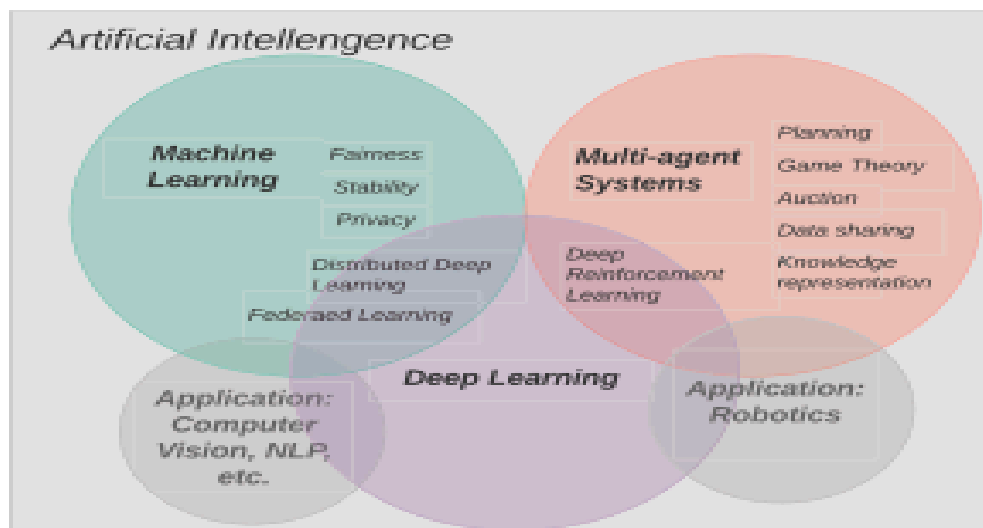 Artificial Intellengence
Machine
Learning
Fairness
Stability
Privacy
Distributed Deep
Learning
Federaed Learning
Multi-agent
Systems
Planning
Game Theory
Auction
Data sharing
Knowledge
representation
Deep
Reinforcement
Learning
Deep Learning
Application:
Computer
Vision, NLP,
etc.
Application:
Robotics